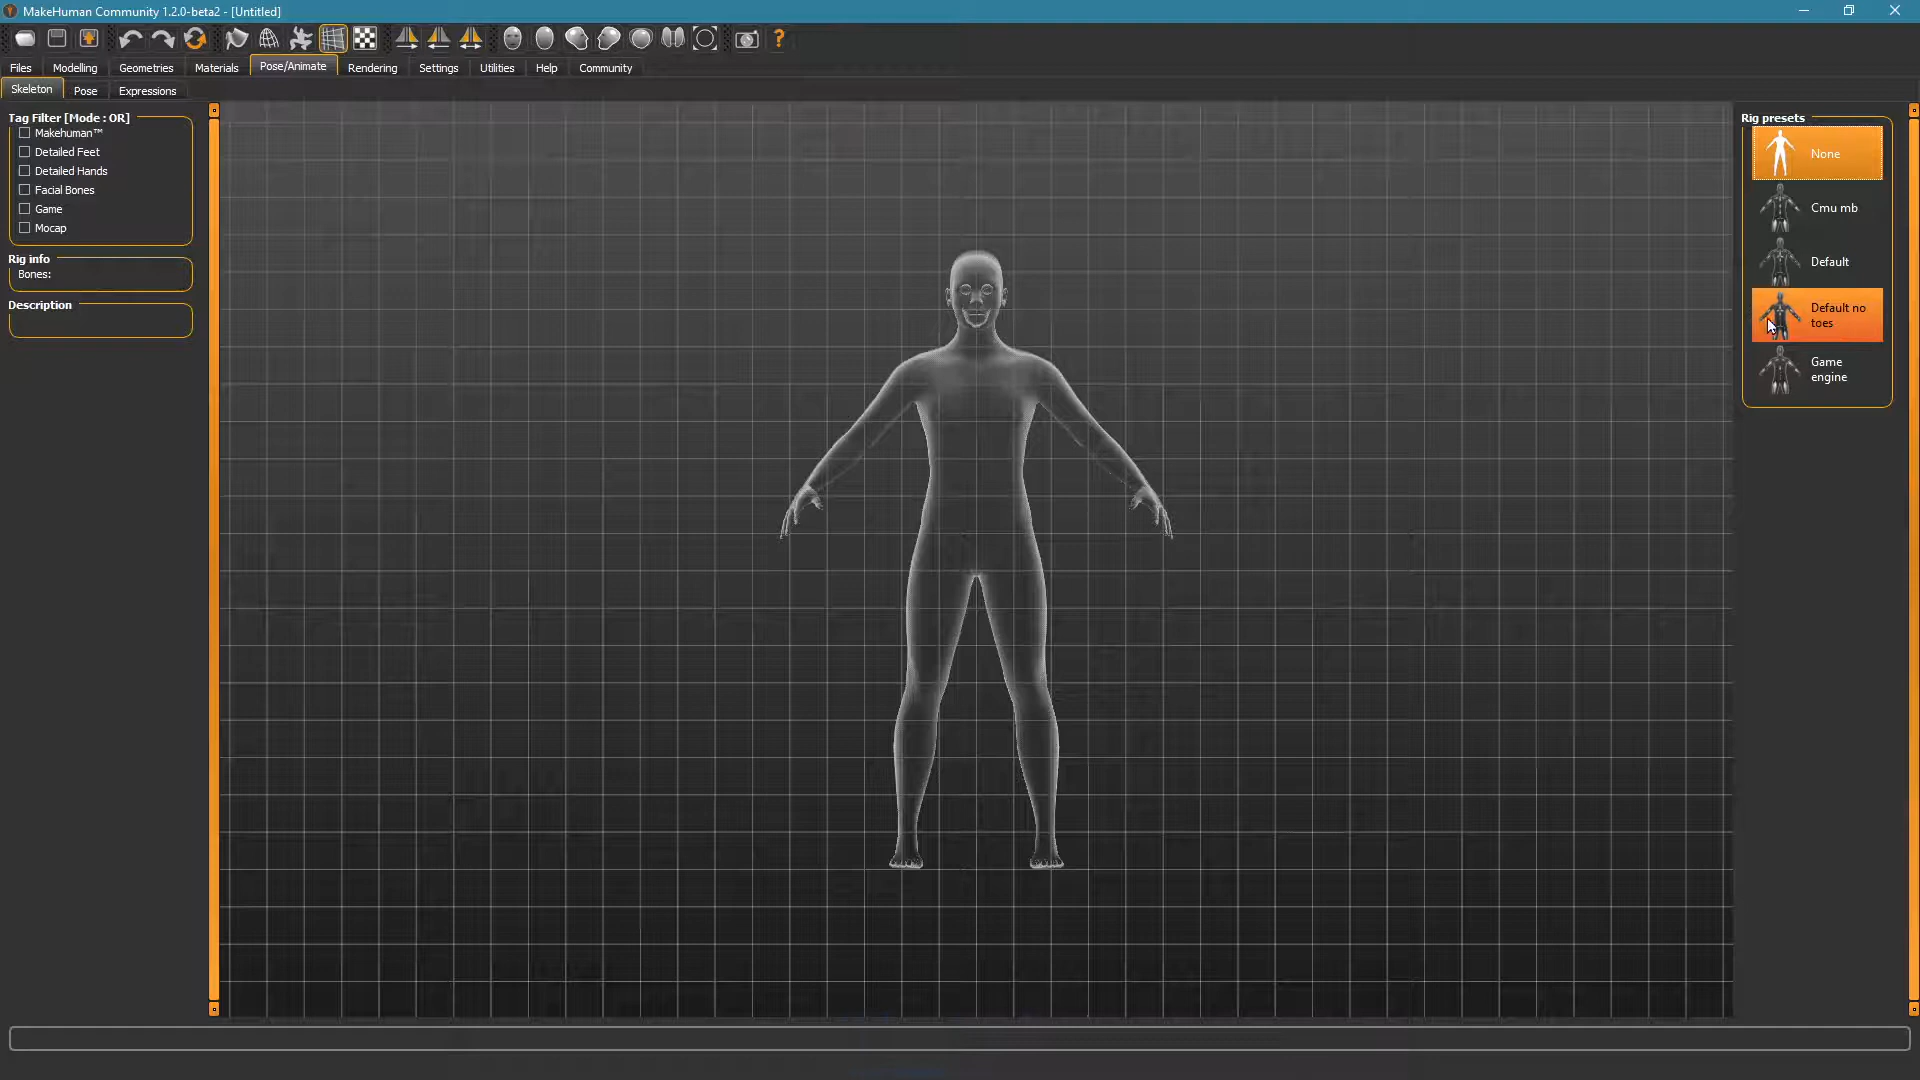 MakeHuman Community 1.2.0-beta2 - [Untitled]
?
Files Modelling Geometries Materials Pose/Animate Rendering Settings Utilities Help Community
Skeleton Pose Expressions
Tag Filter [Mode : OR]
Makehuman™
Detailed Feet
Detailed Hands
Facial Bones
Game
Mocap
Rig info
Bones:
Description
Rig presets
None
Cmu mb
Default
Default no
toes
Game
engine